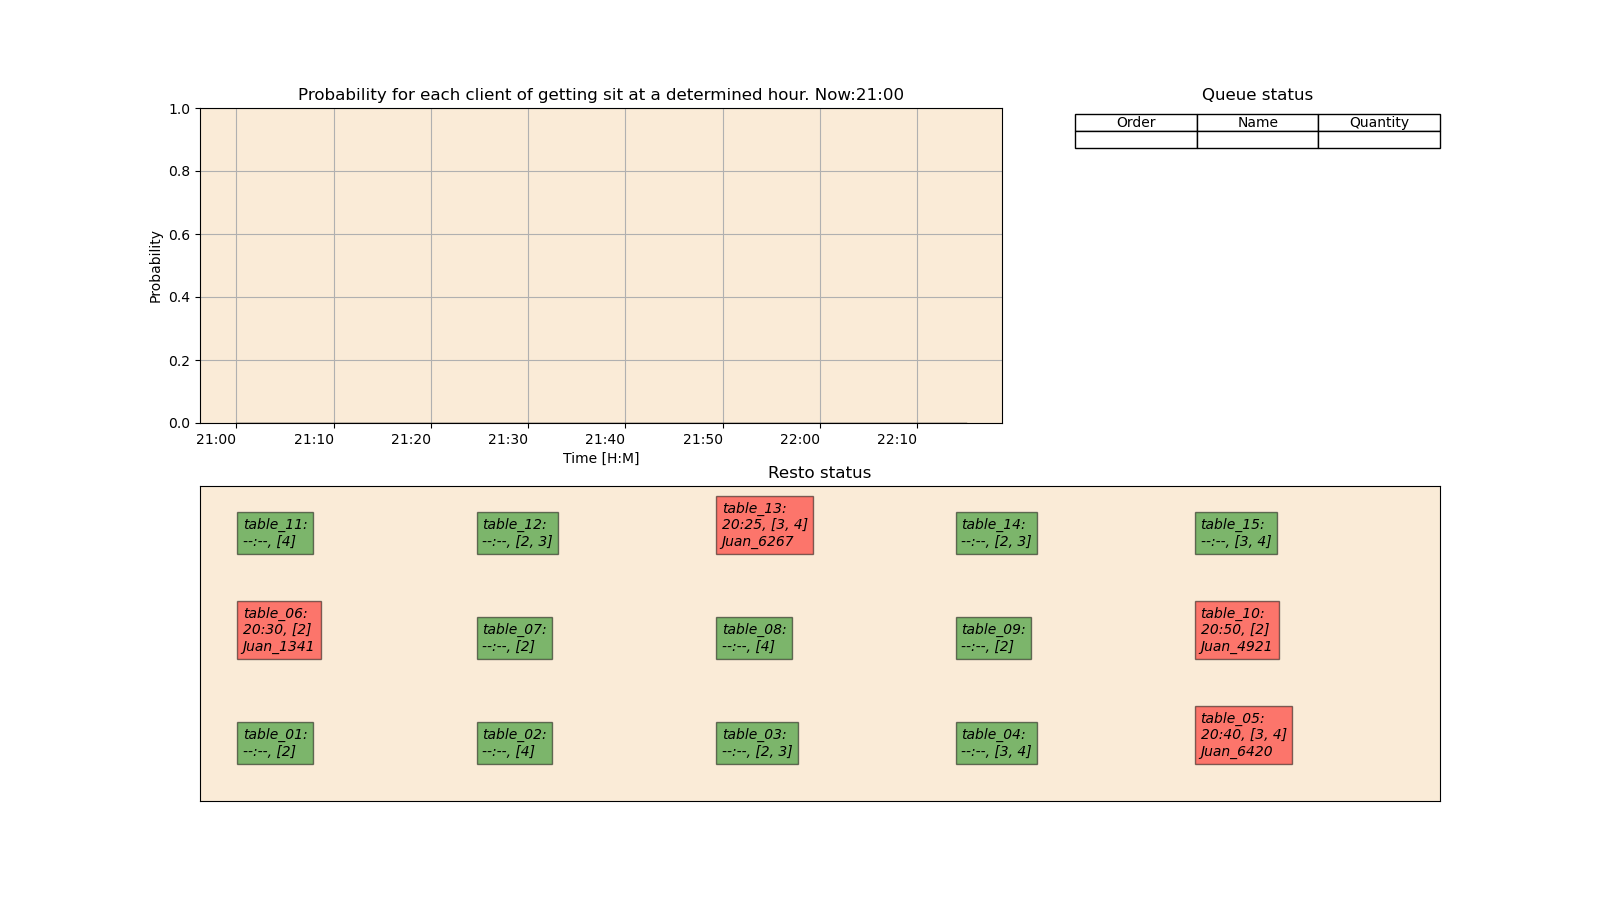 Probability for each client of getting sit at a determined hour. Now:21:00
1.0
0.8
0.6
0.4
0.2
0.0
Probability
21:00 21:10 21:20 21:30 21:40 21:50 22:00 22:10
Time [H:M]
Queue status
Order Name Quantity
Resto status
table_11:
--:--, [4]
table_12:
--:--, [2, 3]
table_13:
20:25, [3, 4]
Juan_6267
table_14:
--:--, [2, 3]
table_15:
--:--, [3, 4]
table_06:
20:30, [2]
Juan_1341
table_07:
--:--, [2]
table_08:
--:--, [4]
table_09:
--:--, [2]
table_10:
20:50, [2]
Juan_4921
table_01:
--:--, [2]
table_02:
--:--, [4]
table_03:
--:--, [2, 3]
table_04:
--:--, [3, 4]
table_05:
20:40, [3, 4]
Juan_6420